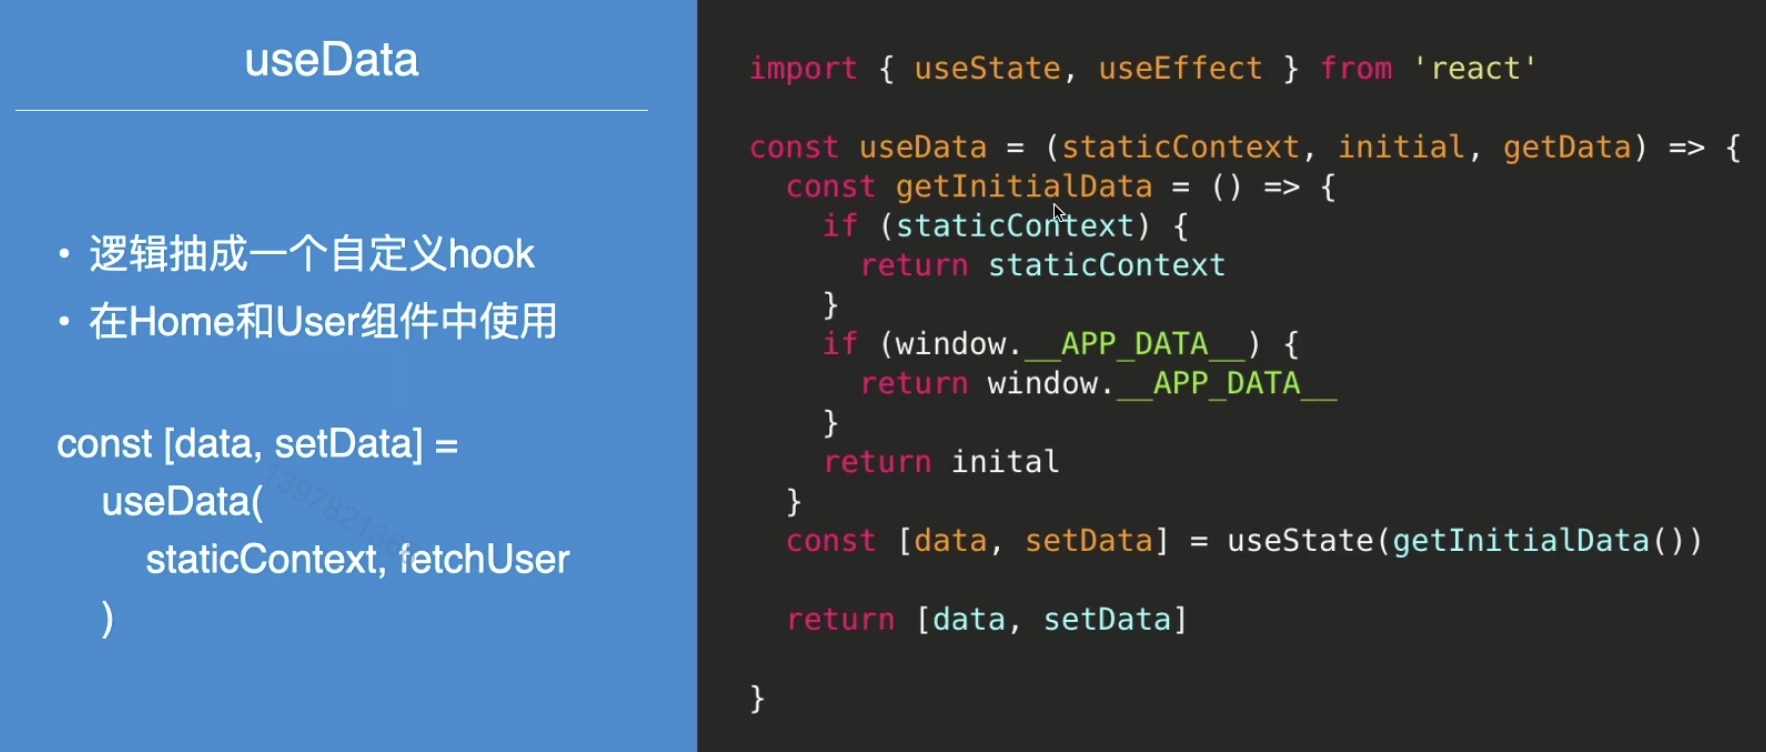 useData
• 逻辑抽成一个自定义hook
• 在Home和User组件中使用
const [data, setData] =
useData(
staticContext, fetchUser
)
import { useState, useEffect } from 'react'
const useData = (staticContext, initial, getData) => {
const getInitialData = () => {
if (staticContext) {
return staticContext
}
if (window.__APP_DATA__) {
return window.__APP_DATA__
}
return inital
}
const [data, setData] = useState(getInitialData())
return [data, setData]
}